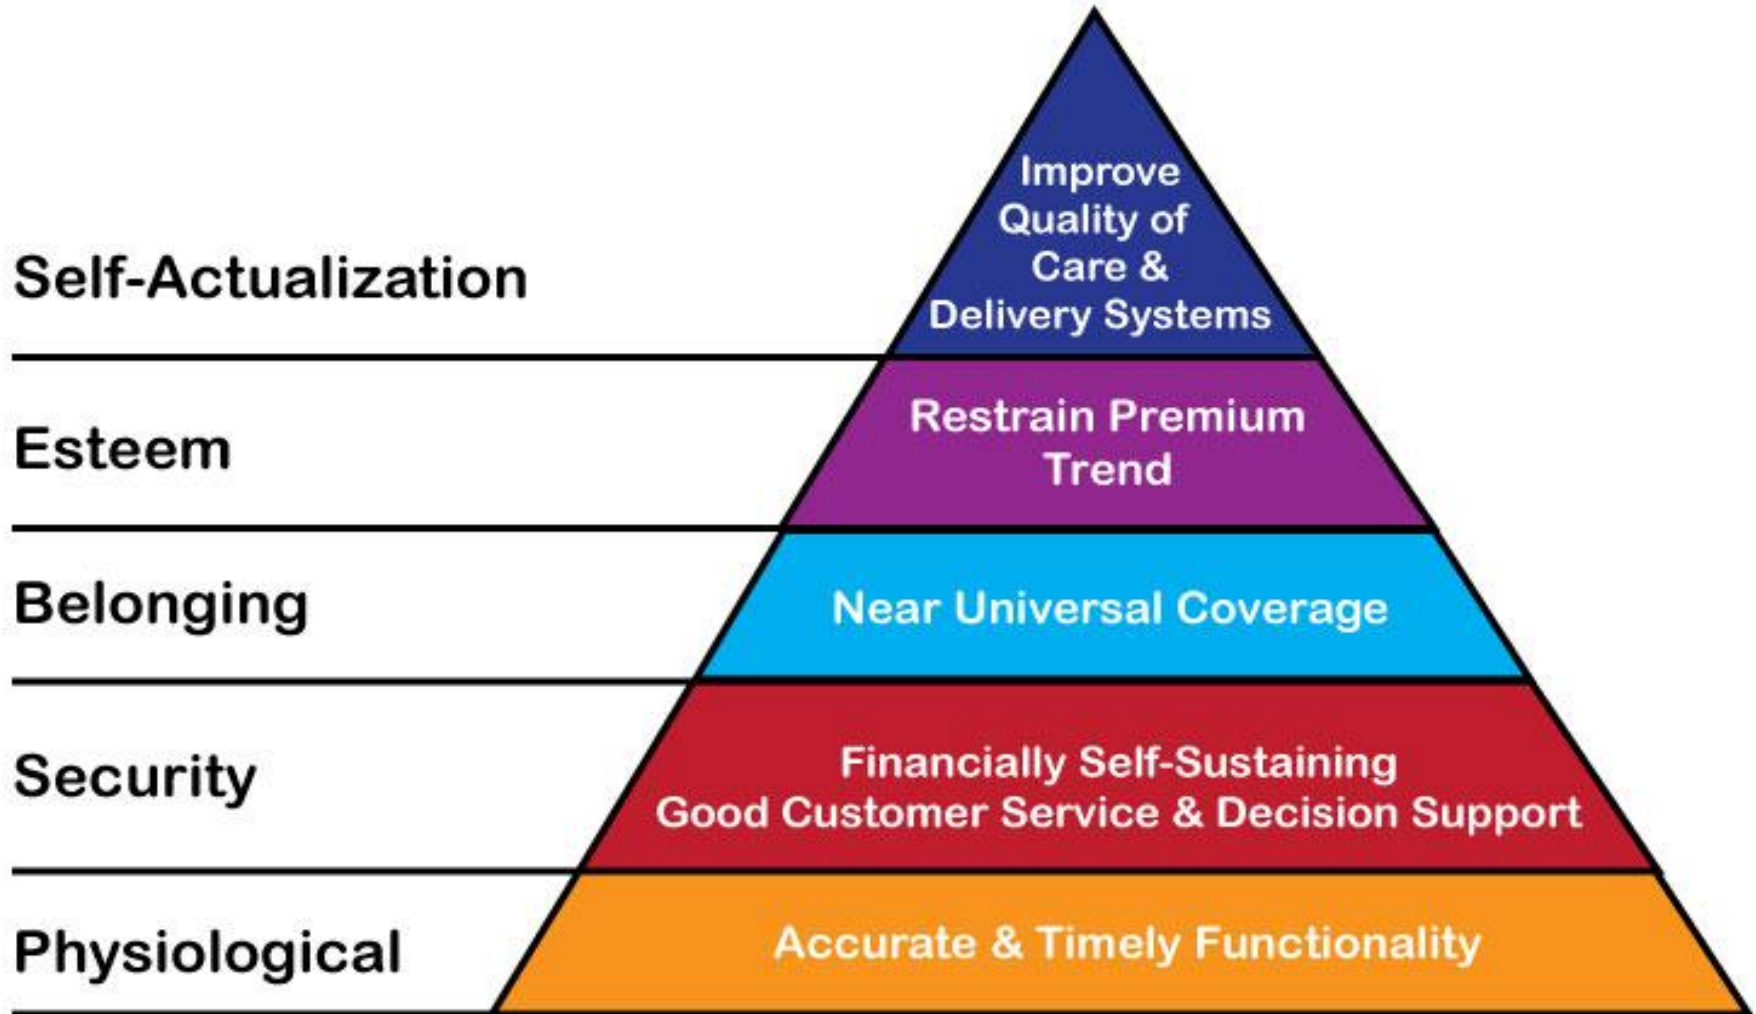 Improve
Quality of
Care &
Delivery Systems
Self-Actualization
Restrain Premium
Trend
Esteem
Near Universal Coverage
Belonging
Financially Self-Sustaining
Good Customer Service & Decision Support
Security
Accurate & Timely Functionality
Physiological